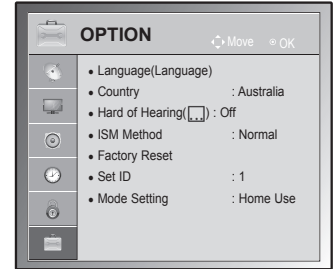 OPTION
Move OK
Language(Language)
Country : Australia
Hard of Hearing( ) : Off
ISM Method : Normal
Factory Reset
Set ID : 1
Mode Setting : Home Use